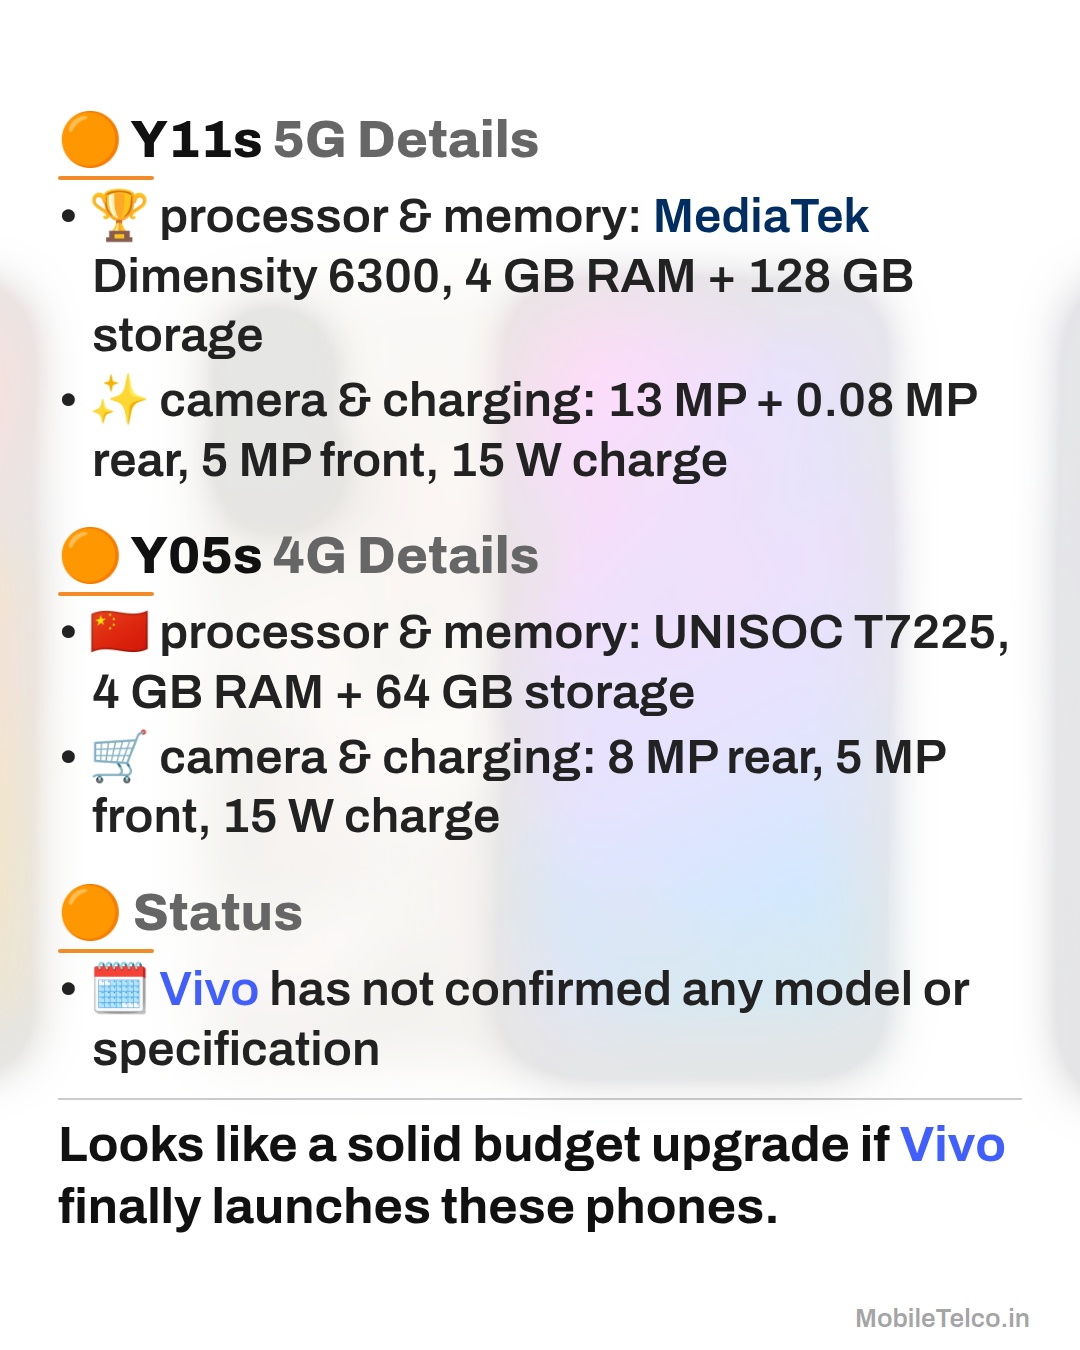 🟠 Y11s 5G Details
• 🏆 processor & memory: MediaTek
Dimensity 6300, 4 GB RAM + 128 GB
storage
• ✨ camera & charging: 13 MP + 0.08 MP
rear, 5 MP front, 15 W charge
🟠 Y05s 4G Details
• 🇨🇳 processor & memory: UNISOC T7225,
4 GB RAM + 64 GB storage
• 🛒 camera & charging: 8 MP rear, 5 MP
front, 15 W charge
🟠 Status
• 🗓️ Vivo has not confirmed any model or
specification
Looks like a solid budget upgrade if Vivo
finally launches these phones.
MobileTelco.in